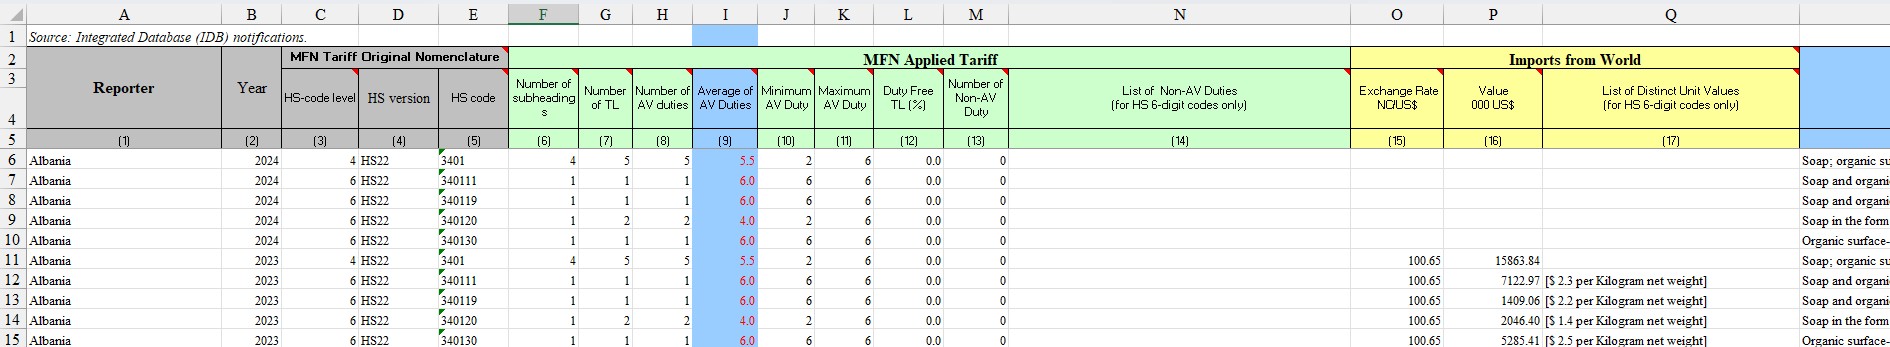 A B C D E F G H I J K L M N O P Q
1 Source: Integrated Database (IDB) notifications.
2 Reporter Year MFN Tariff Original Nomenclature MFN Applied Tariff Imports from World
3
4 HS-code level HS version HS code Number of subheadings Number of TL Number of AV duties Average of AV Duties Minimum AV Duty Maximum AV Duty Duty Free TL (%) Number of Non-AV Duty List of Non-AV Duties (for HS 6-digit codes only) Exchange Rate NC/US$ Value 000 US$ List of Distinct Unit Values (for HS 6-digit codes only)
5 (1) (2) (3) (4) (5) (6) (7) (8) (9) (10) (11) (12) (13) (14) (15) (16) (17)
6 Albania 2024 4 HS22 3401 4 5 5 5.5 2 6 0.0 0 Soap; organic su
7 Albania 2024 6 HS22 340111 1 1 1 6.0 6 6 0.0 0 Soap and organi
8 Albania 2024 6 HS22 340119 1 1 1 6.0 6 6 0.0 0 Soap and organi
9 Albania 2024 6 HS22 340120 1 2 2 4.0 2 6 0.0 0 Soap in the form
10 Albania 2024 6 HS22 340130 1 1 1 6.0 6 6 0.0 0 Organic surface-
11 Albania 2023 4 HS22 3401 4 5 5 5.5 2 6 0.0 0 100.65 15863.84 Soap; organic su
12 Albania 2023 6 HS22 340111 1 1 1 6.0 6 6 0.0 0 100.65 7122.97 [$ 2.3 per Kilogram net weight] Soap and organi
13 Albania 2023 6 HS22 340119 1 1 1 6.0 6 6 0.0 0 100.65 1409.06 [$ 2.2 per Kilogram net weight] Soap and organi
14 Albania 2023 6 HS22 340120 1 2 2 4.0 2 6 0.0 0 100.65 2046.40 [$ 1.4 per Kilogram net weight] Soap in the form
15 Albania 2023 6 HS22 340130 1 1 1 6.0 6 6 0.0 0 100.65 5285.41 [$ 2.5 per Kilogram net weight] Organic surface-